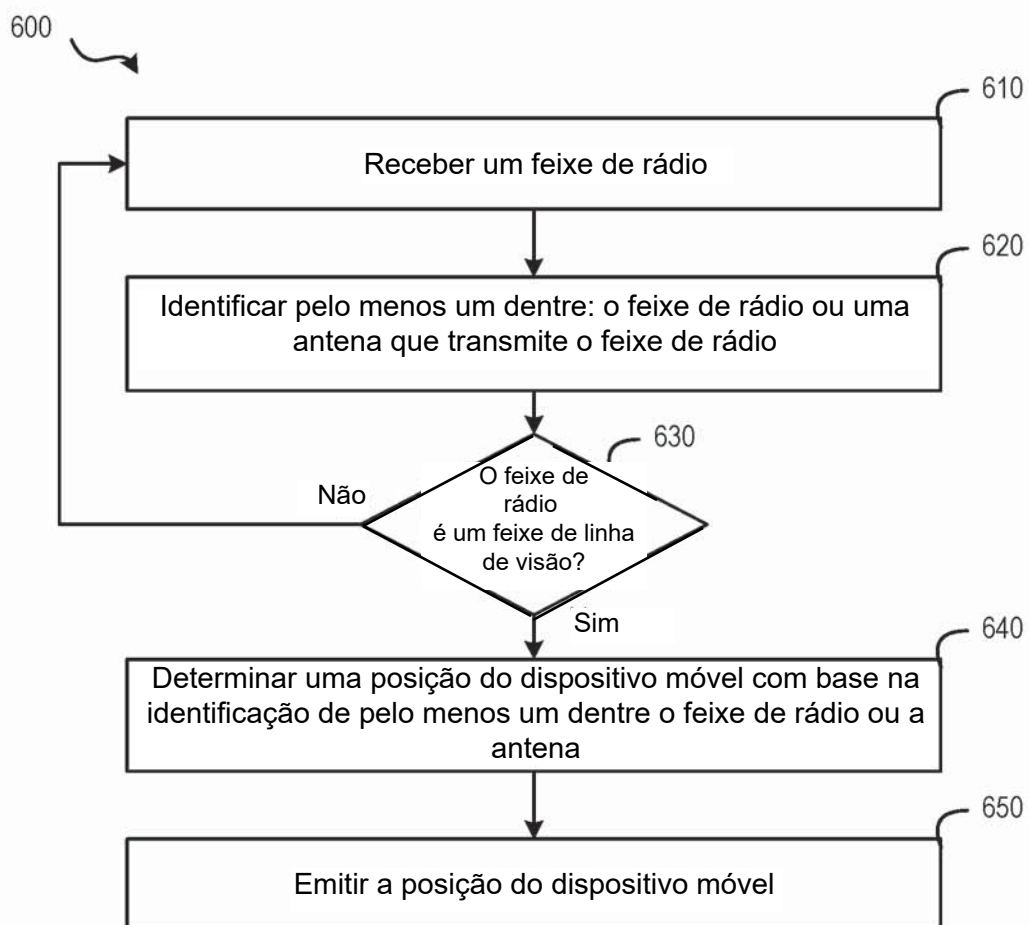 600
610
Receber um feixe de rádio
620
Identificar pelo menos um dentre: o feixe de rádio ou uma
antena que transmite o feixe de rádio
630
O feixe de
rádio
é um feixe de linha
de visão?
Não
Sim
640
Determinar uma posição do dispositivo móvel com base na
identificação de pelo menos um dentre o feixe de rádio ou a
antena
650
Emitir a posição do dispositivo móvel